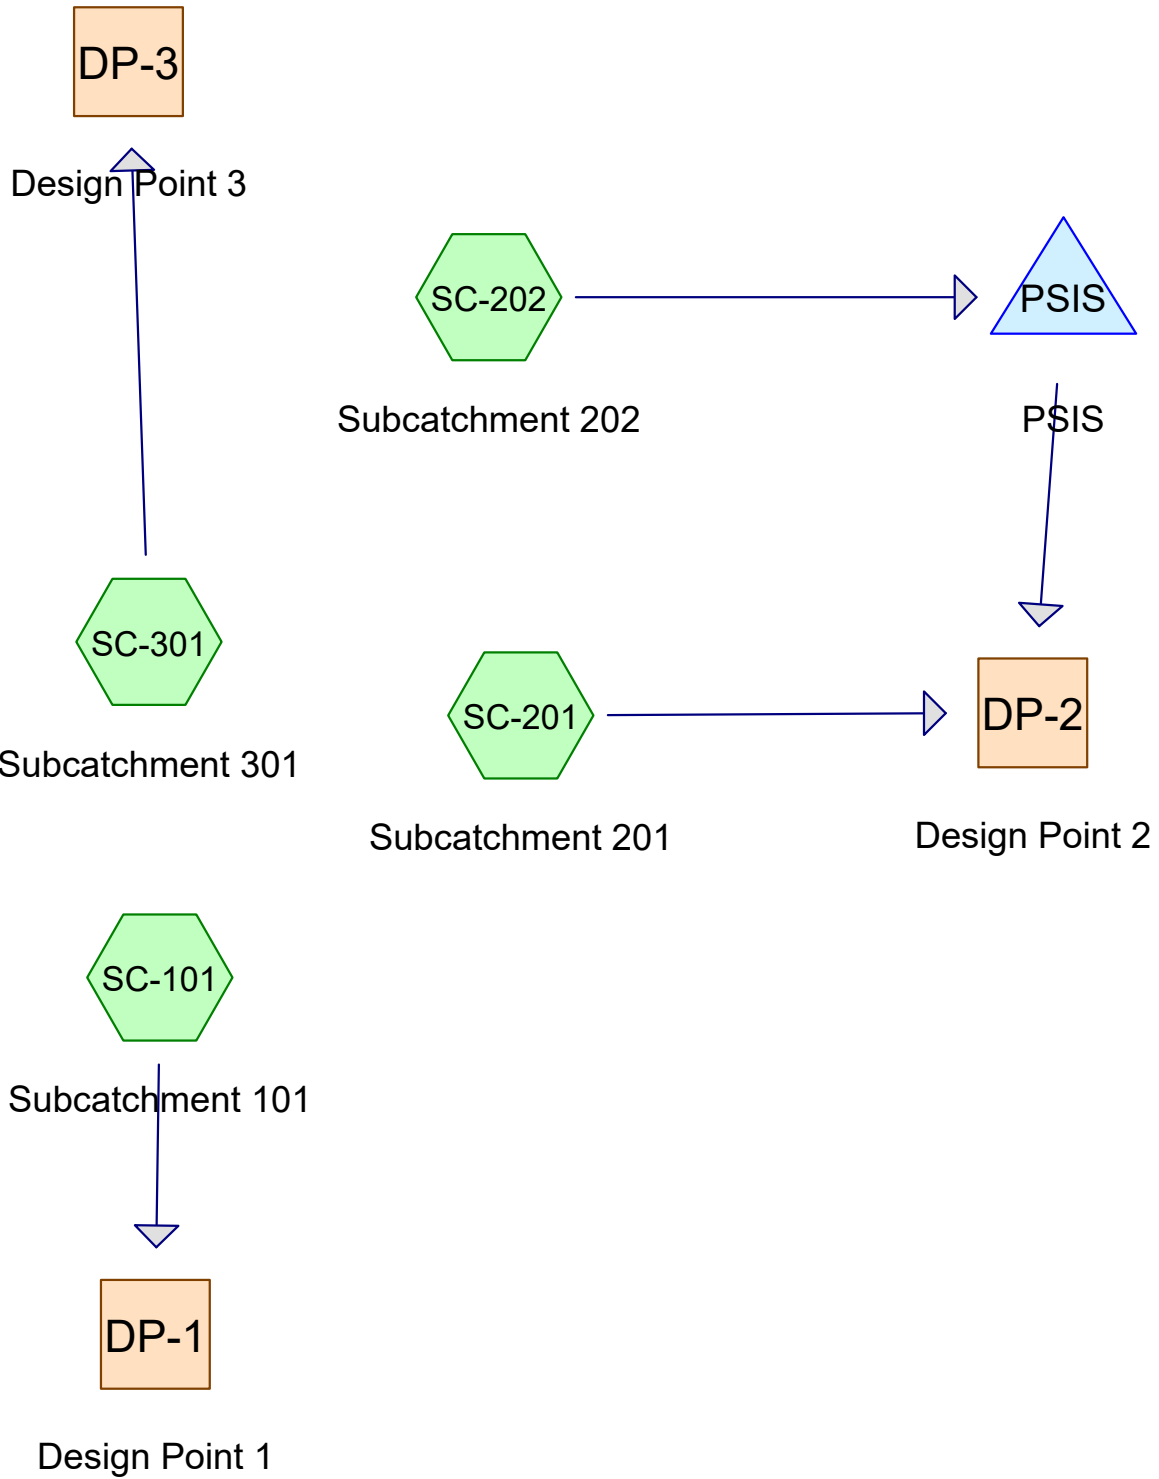 DP-3
Design Point 3
SC-202
PSIS
Subcatchment 202
PSIS
SC-301
Subcatchment 301
SC-201
DP-2
Subcatchment 201
Design Point 2
SC-101
Subcatchment 101
DP-1
Design Point 1